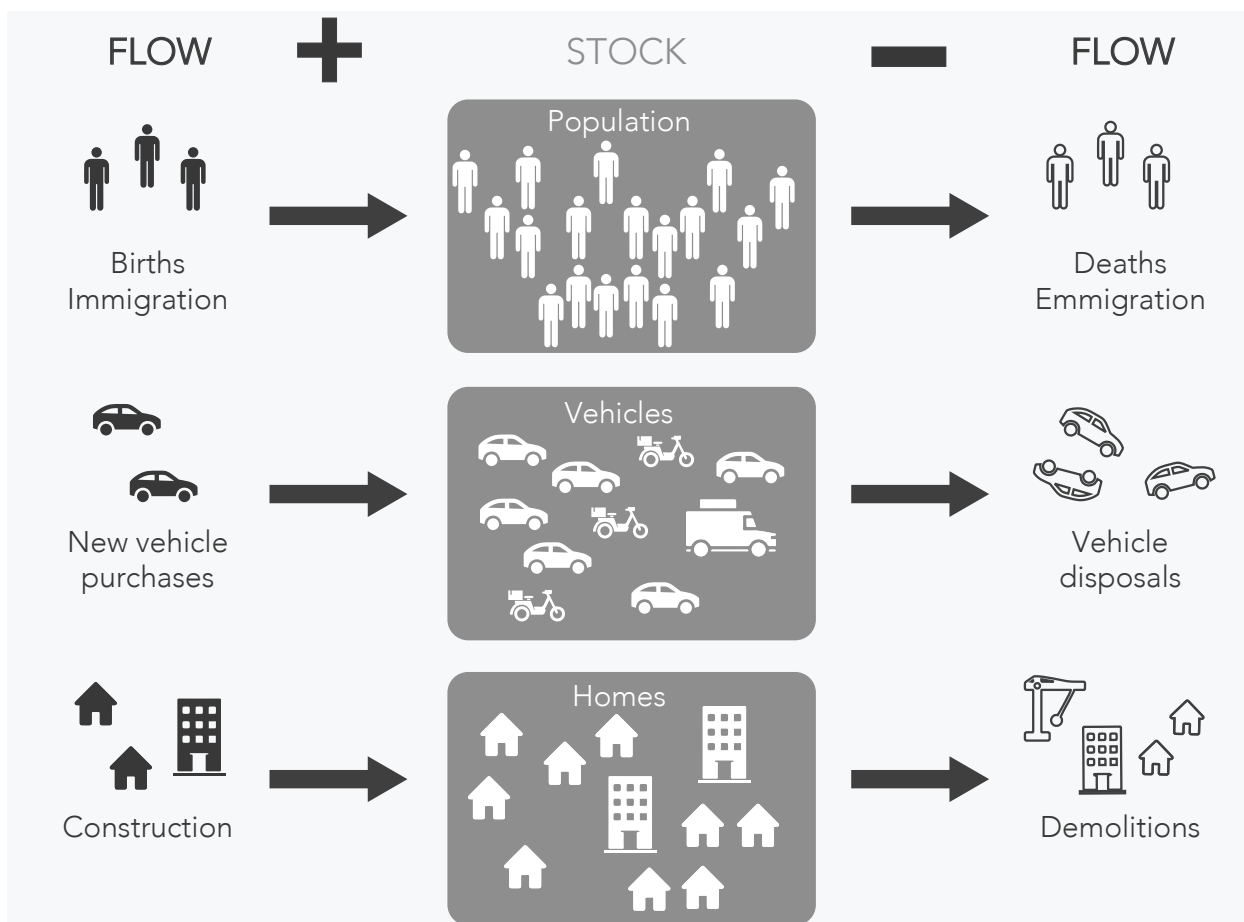 FLOW
STOCK
FLOW
Population
Births
Immigration
Deaths
Emmigration
Vehicles
New vehicle
purchases
Vehicle
disposals
Homes
Construction
Demolitions